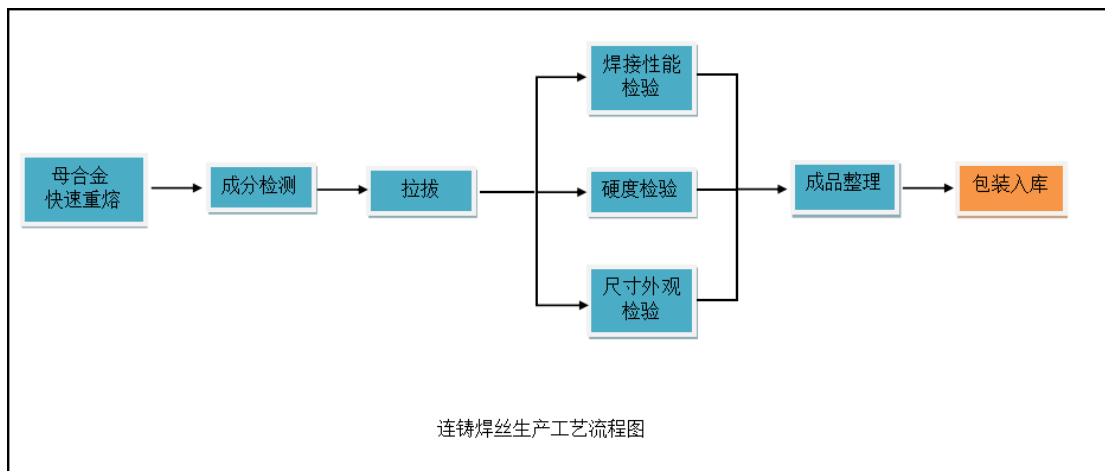 母合金
快速重熔
成分检测
拉拔
焊接性能
检验
硬度检验
尺寸外观
检验
成品整理
包装入库
连铸焊丝生产工艺流程图